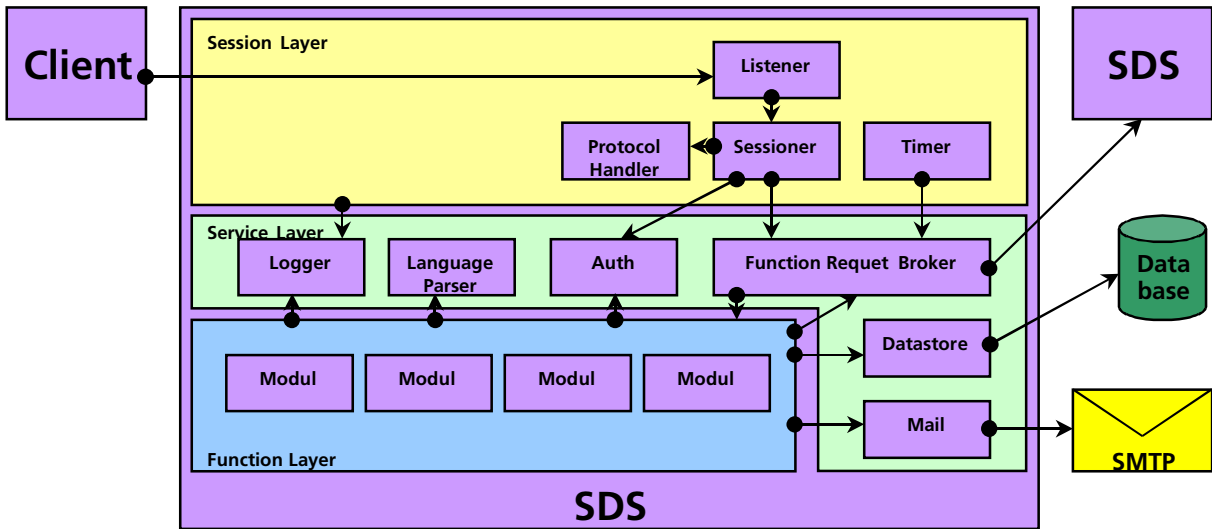 Client
Session Layer
Listener
SDS
Protocol
Handler
Sessioner
Timer
Service Layer
Logger
Language
Parser
Auth
Function Requet Broker
Data
base
Datastore
Modul
Modul
Modul
Modul
Mail
Function Layer
SMTP
SDS